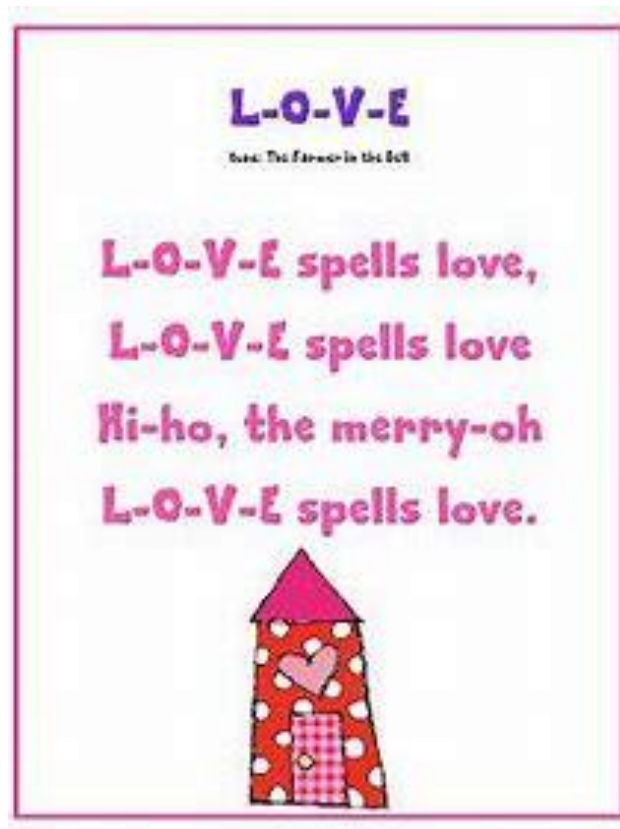 L-O-V-E
tune: The Farmer in the Dell
L-O-V-E spells love,
L-O-V-E spells love
Hi-ho, the merry-oh
L-O-V-E spells love.